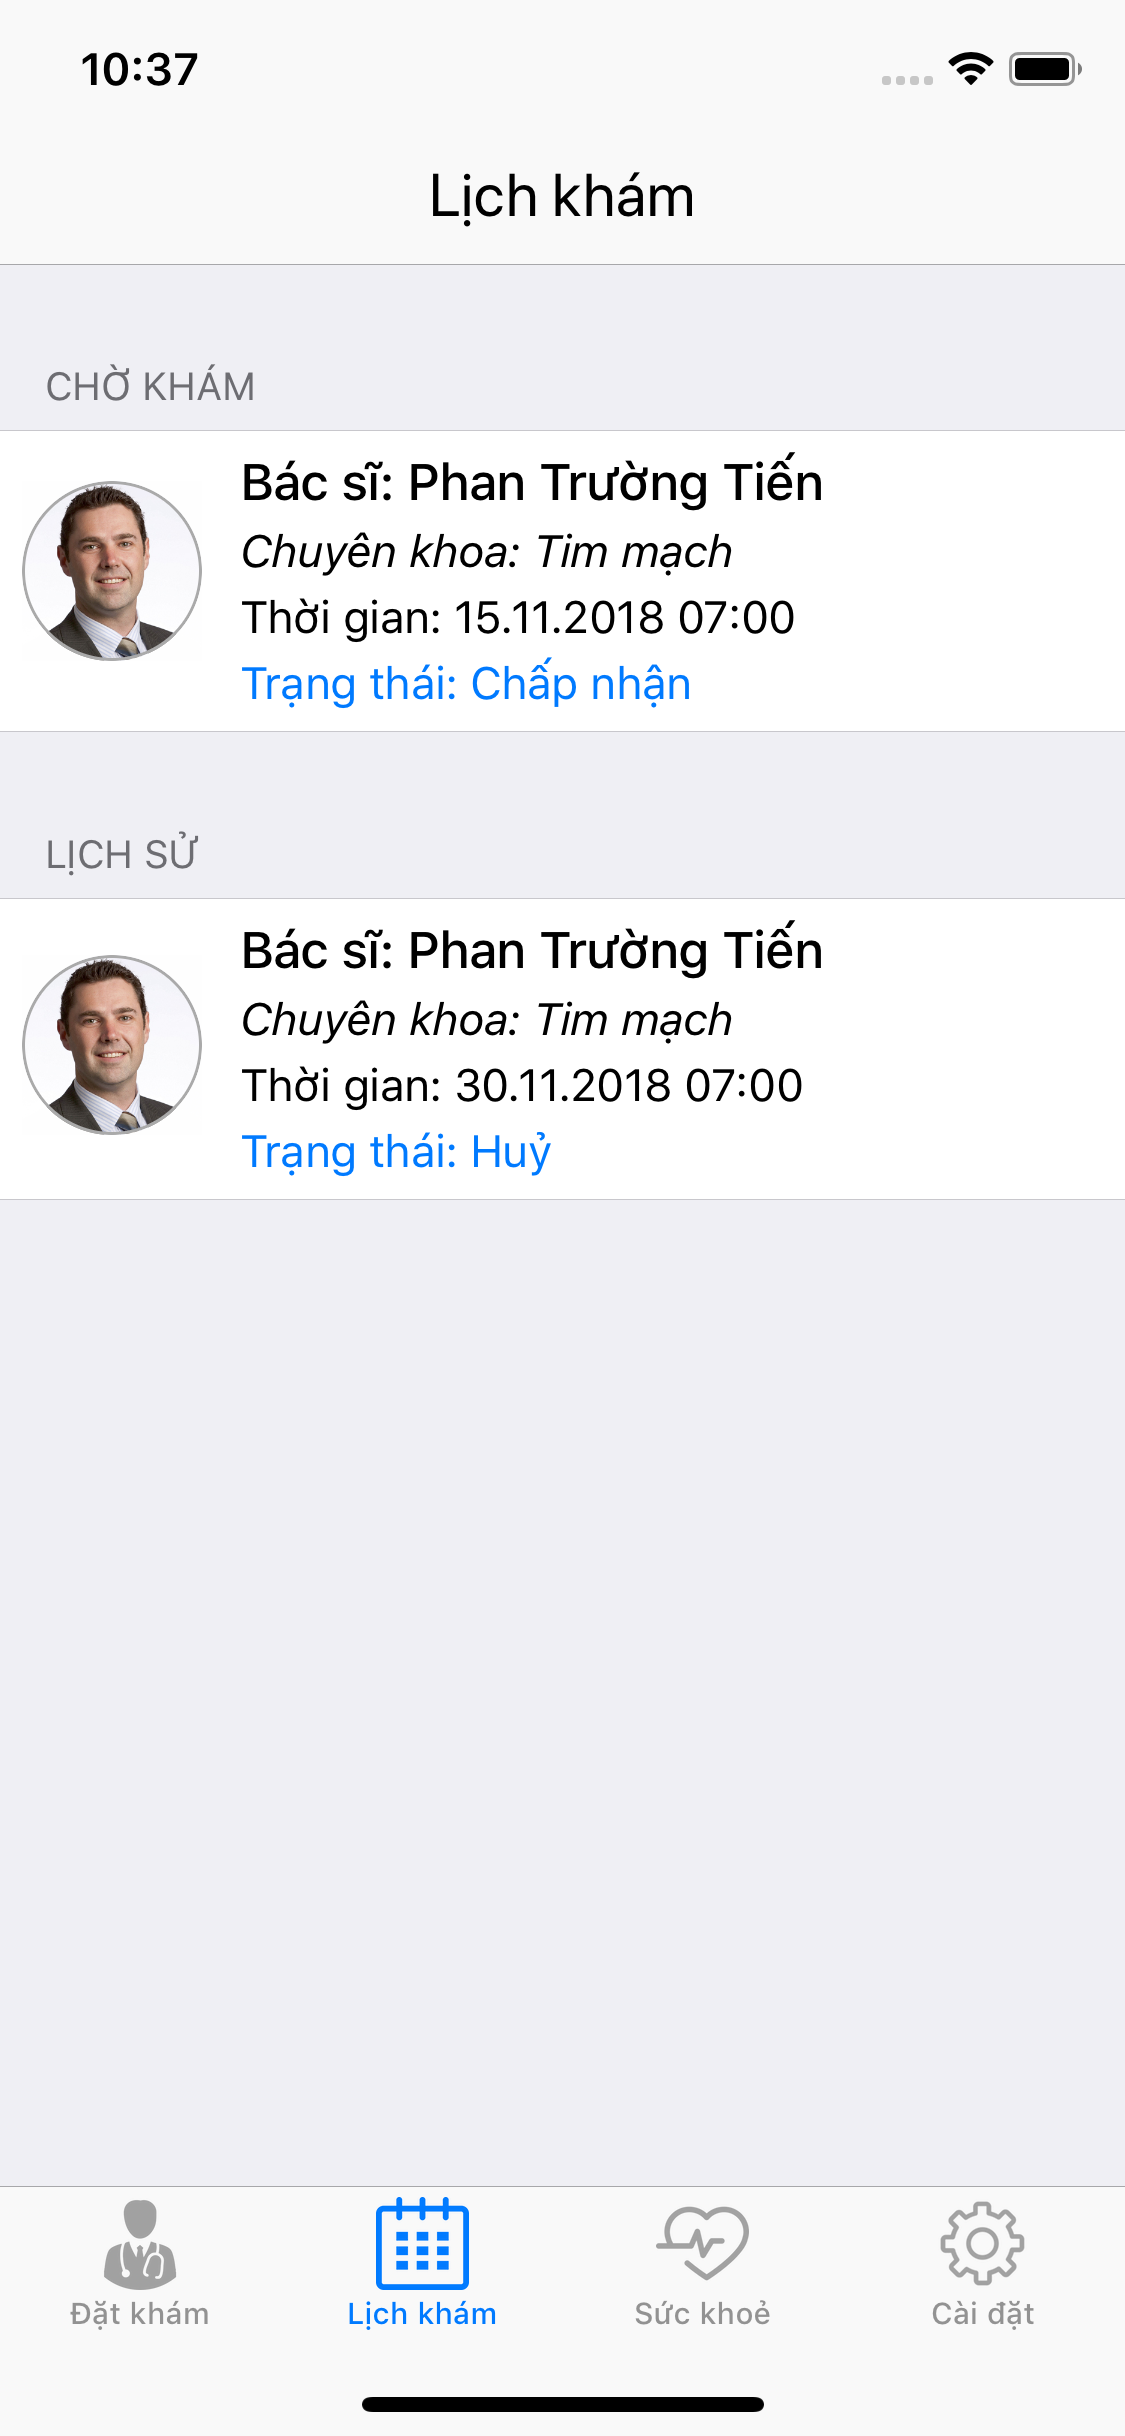 10:37
Lịch khám
CHỜ KHÁM
Bác sĩ: Phan Trường Tiến
Chuyên khoa: Tim mạch
Thời gian: 15.11.2018 07:00
Trạng thái: Chấp nhận
LỊCH SỬ
Bác sĩ: Phan Trường Tiến
Chuyên khoa: Tim mạch
Thời gian: 30.11.2018 07:00
Trạng thái: Huỷ
Đặt khám
Lịch khám
Sức khoẻ
Cài đặt